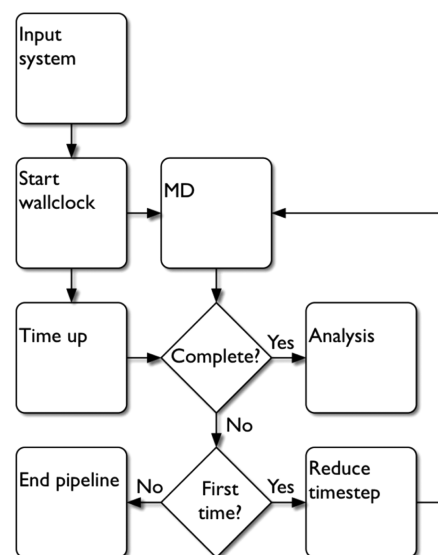 Input
system
Start
wallclock
MD
Time up
Complete?
Yes
Analysis
No
End pipeline
No
First
time?
Yes
Reduce
timestep